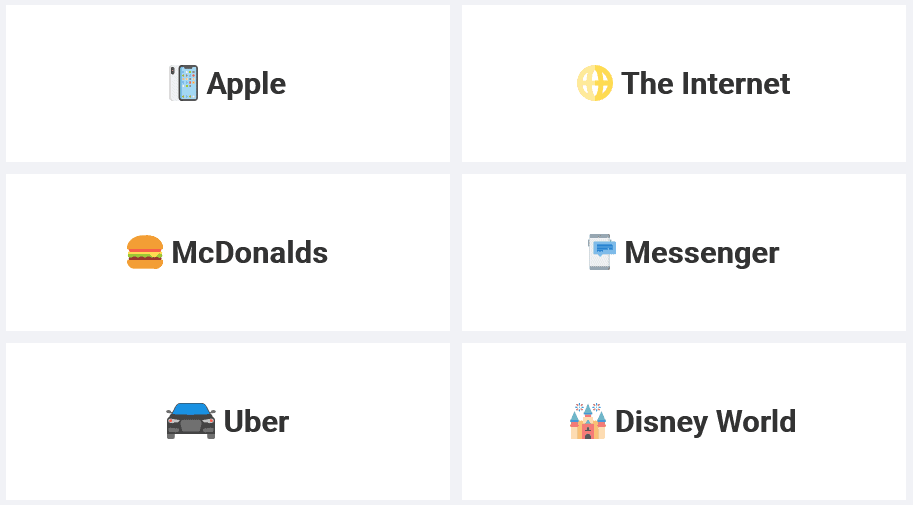 Apple
The Internet
McDonalds
Messenger
Uber
Disney World